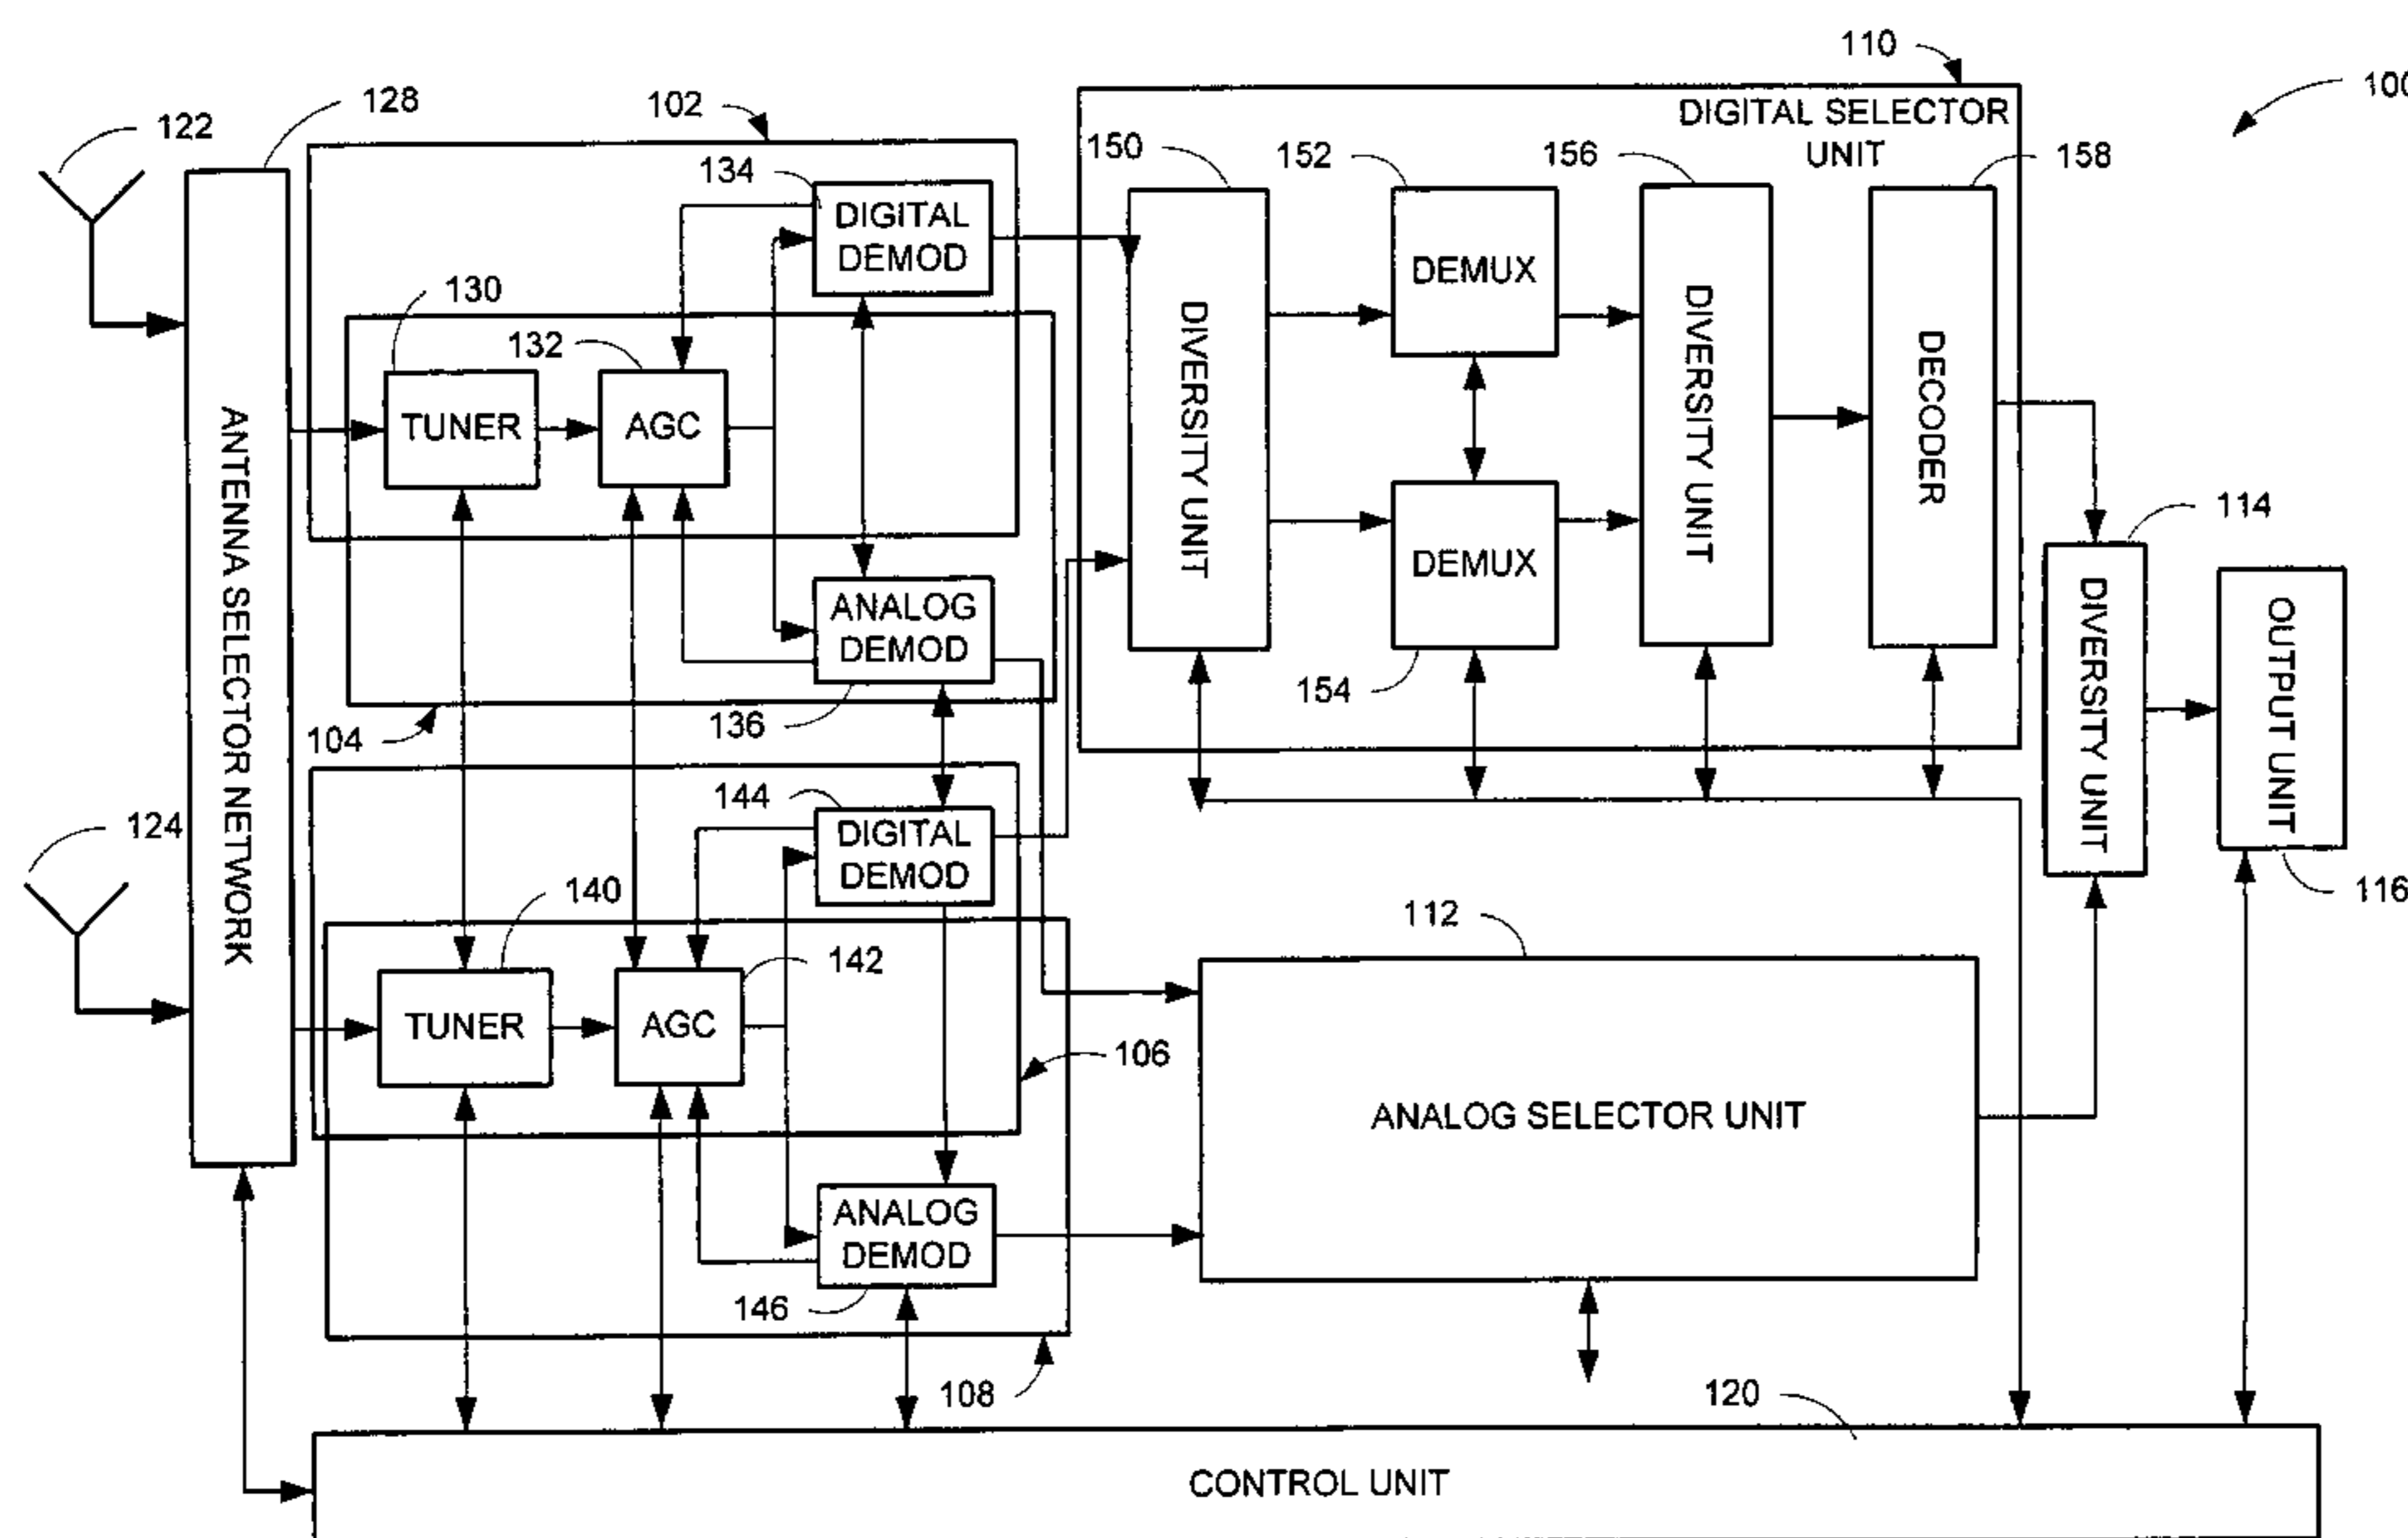 110
100
128
122
102
DIGITAL SELECTOR
UNIT
150
152
156
158
134
DIGITAL
DEMOD
130
132
TUNER
AGC
DEMUX
DIVERSITY UNIT
DIVERSITY UNIT
DECODER
ANTENNA SELECTOR NETWORK
114
DEMUX
154
ANALOG
DEMOD
136
104
DIVERSITY UNIT
OUTPUT UNIT
116
144
124
DIGITAL
DEMOD
140
142
112
TUNER
AGC
106
ANALOG SELECTOR UNIT
ANALOG
DEMOD
146
108
120
CONTROL UNIT